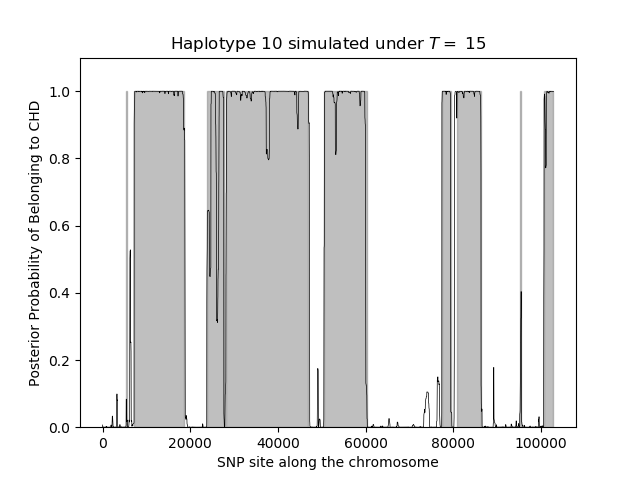 Haplotype 10 simulated under T = 15
Posterior Probability of Belonging to CHD
1.0
0.8
0.6
0.4
0.2
0.0
0 20000 40000 60000 80000 100000
SNP site along the chromosome